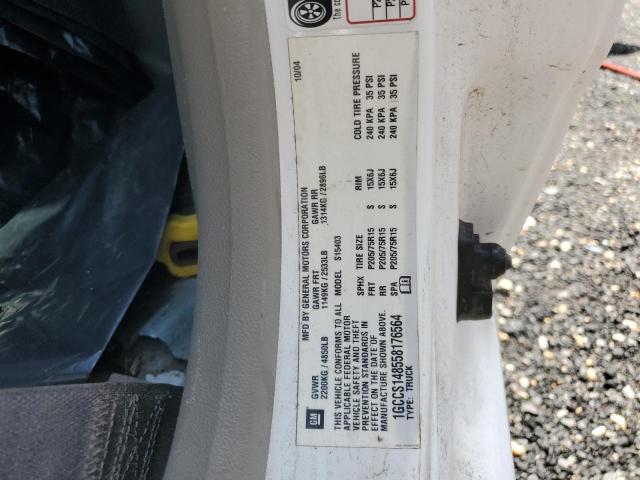 the co
P2
P2
P
MFD BY GENERAL MOTORS CORPORATION 10/04
GM
GVWR GAWR FRT GAWR RR
2200KG/4850LB 1149KG/2533LB 1314KG/2896LB
THIS VEHICLE CONFORMS TO ALL MODEL S15403
APPLICABLE FEDERAL MOTOR
VEHICLE SAFETY AND THEFT
PREVENTION STANDARDS IN
EFFECT ON THE DATE OF
MANUFACTURE SHOWN ABOVE.
1GCCS148558176564
TYPE: TRUCK
SPHX TIRE SIZE RIM COLD TIRE PRESSURE
FRT P205/75R15 S 15X6J 240 KPA 35 PSI
RR P205/75R15 S 15X6J 240 KPA 35 PSI
SPA P205/75R15 S 15X6J 240 KPA 35 PSI